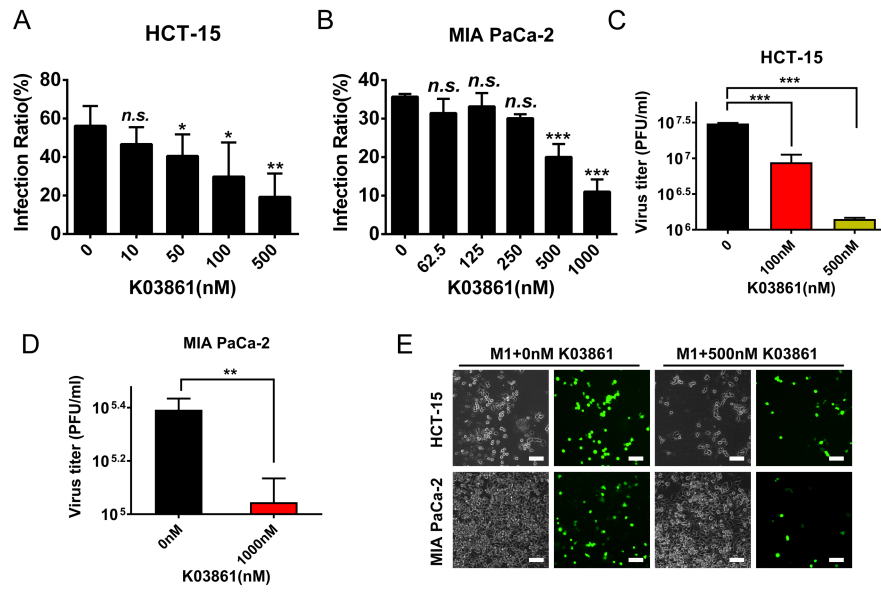 A
HCT-15
Infection Ratio(%)
80
60
40
20
0
n.s.
*
*
**
0
10
50
100
500
K03861(nM)
B
MIA PaCa-2
Infection Ratio(%)
40
30
20
10
0
n.s.
n.s.
n.s.
***
***
0
62.5
125
250
500
1000
K03861(nM)
C
HCT-15
***
***
Virus titer (PFU/ml)
10^7.5
10^7
10^6.5
10^6
0
100nM
500nM
K03861(nM)
D
MIA PaCa-2
**
Virus titer (PFU/ml)
10^5.4
10^5.2
10^5
0nM
1000nM
K03861(nM)
E
M1+0nM K03861
M1+500nM K03861
HCT-15
MIA PaCa-2